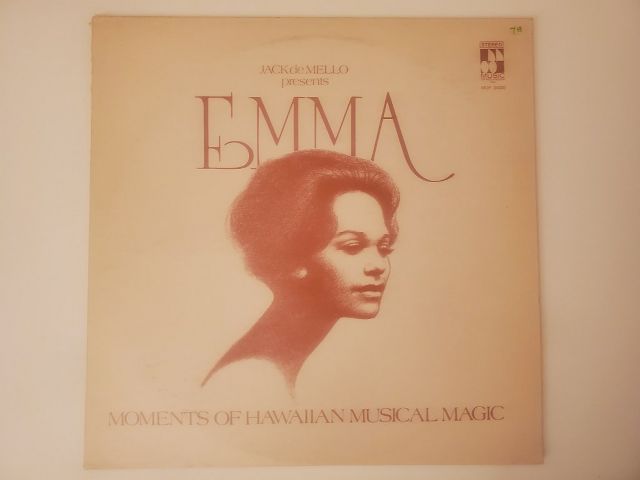 JACK de MELLO
presents
EMMA
STEREO
MUSIC
MOMENTS OF HAWAIIAN MUSICAL MAGIC